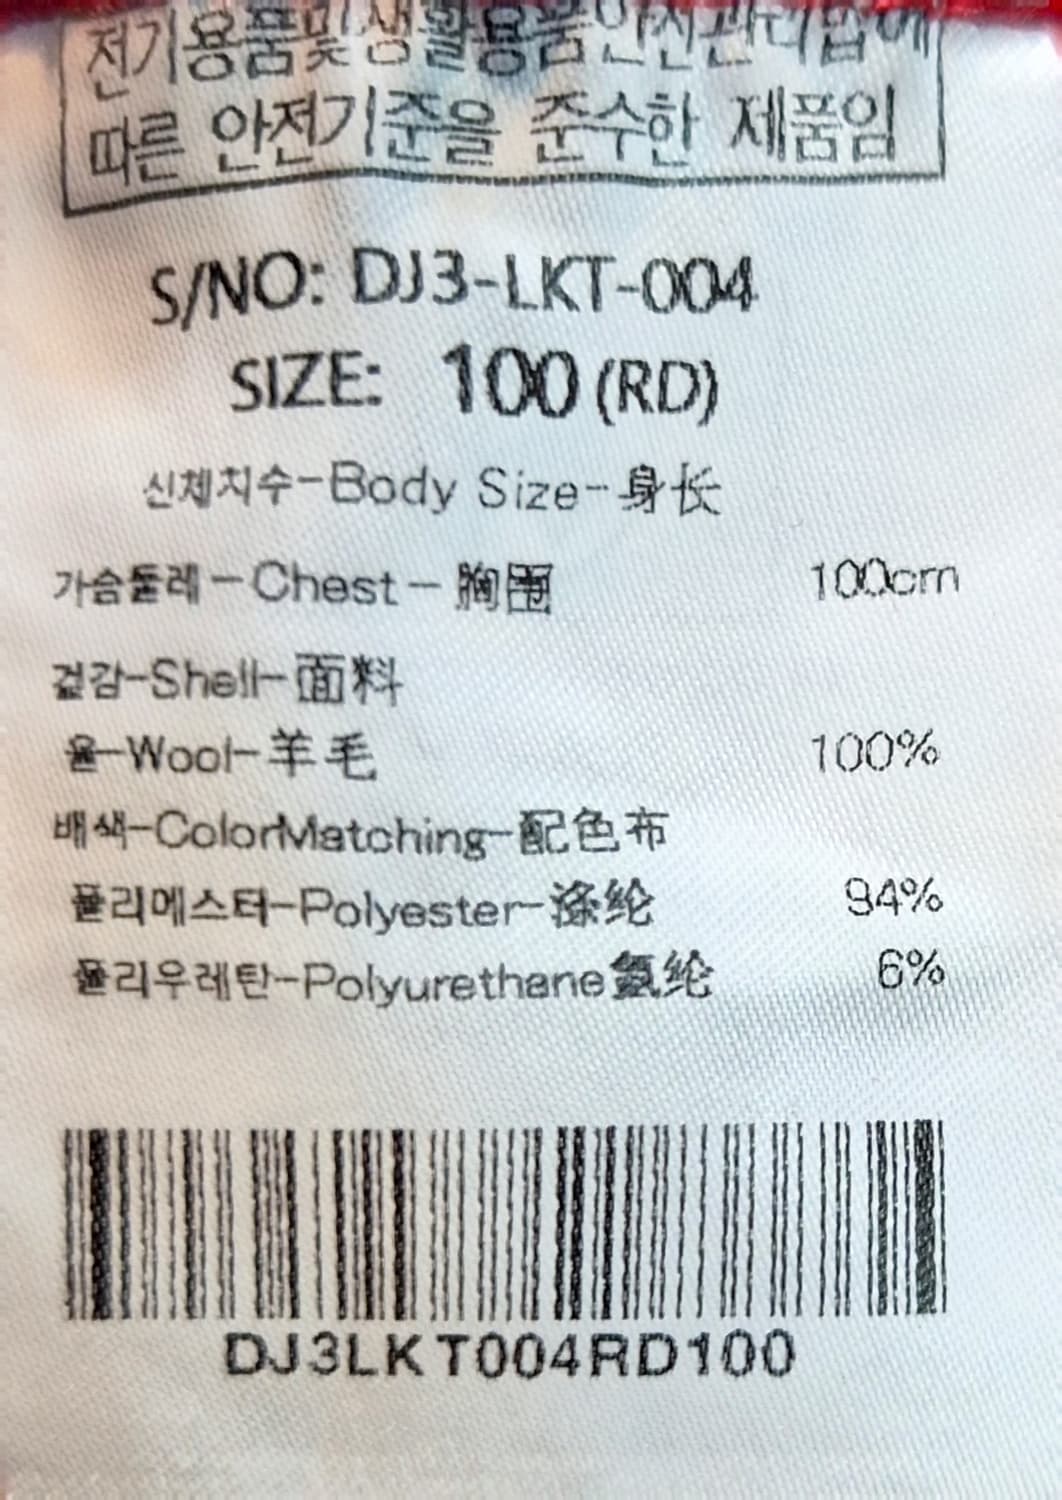 전기용품및생활용품안전관리법에
따른 안전기준을 준수한 제품임
S/NO: DJ3-LKT-004
SIZE: 100 (RD)
신체치수-Body Size-身长
가슴둘레-Chest-胸围 100cm
겉감-Shell-面料
울-Wool-羊毛 100%
배색-ColorMatching-配色布
폴리에스터-Polyester-涤纶 94%
폴리우레탄-Polyurethane氨纶 6%
DJ3LKT004RD100